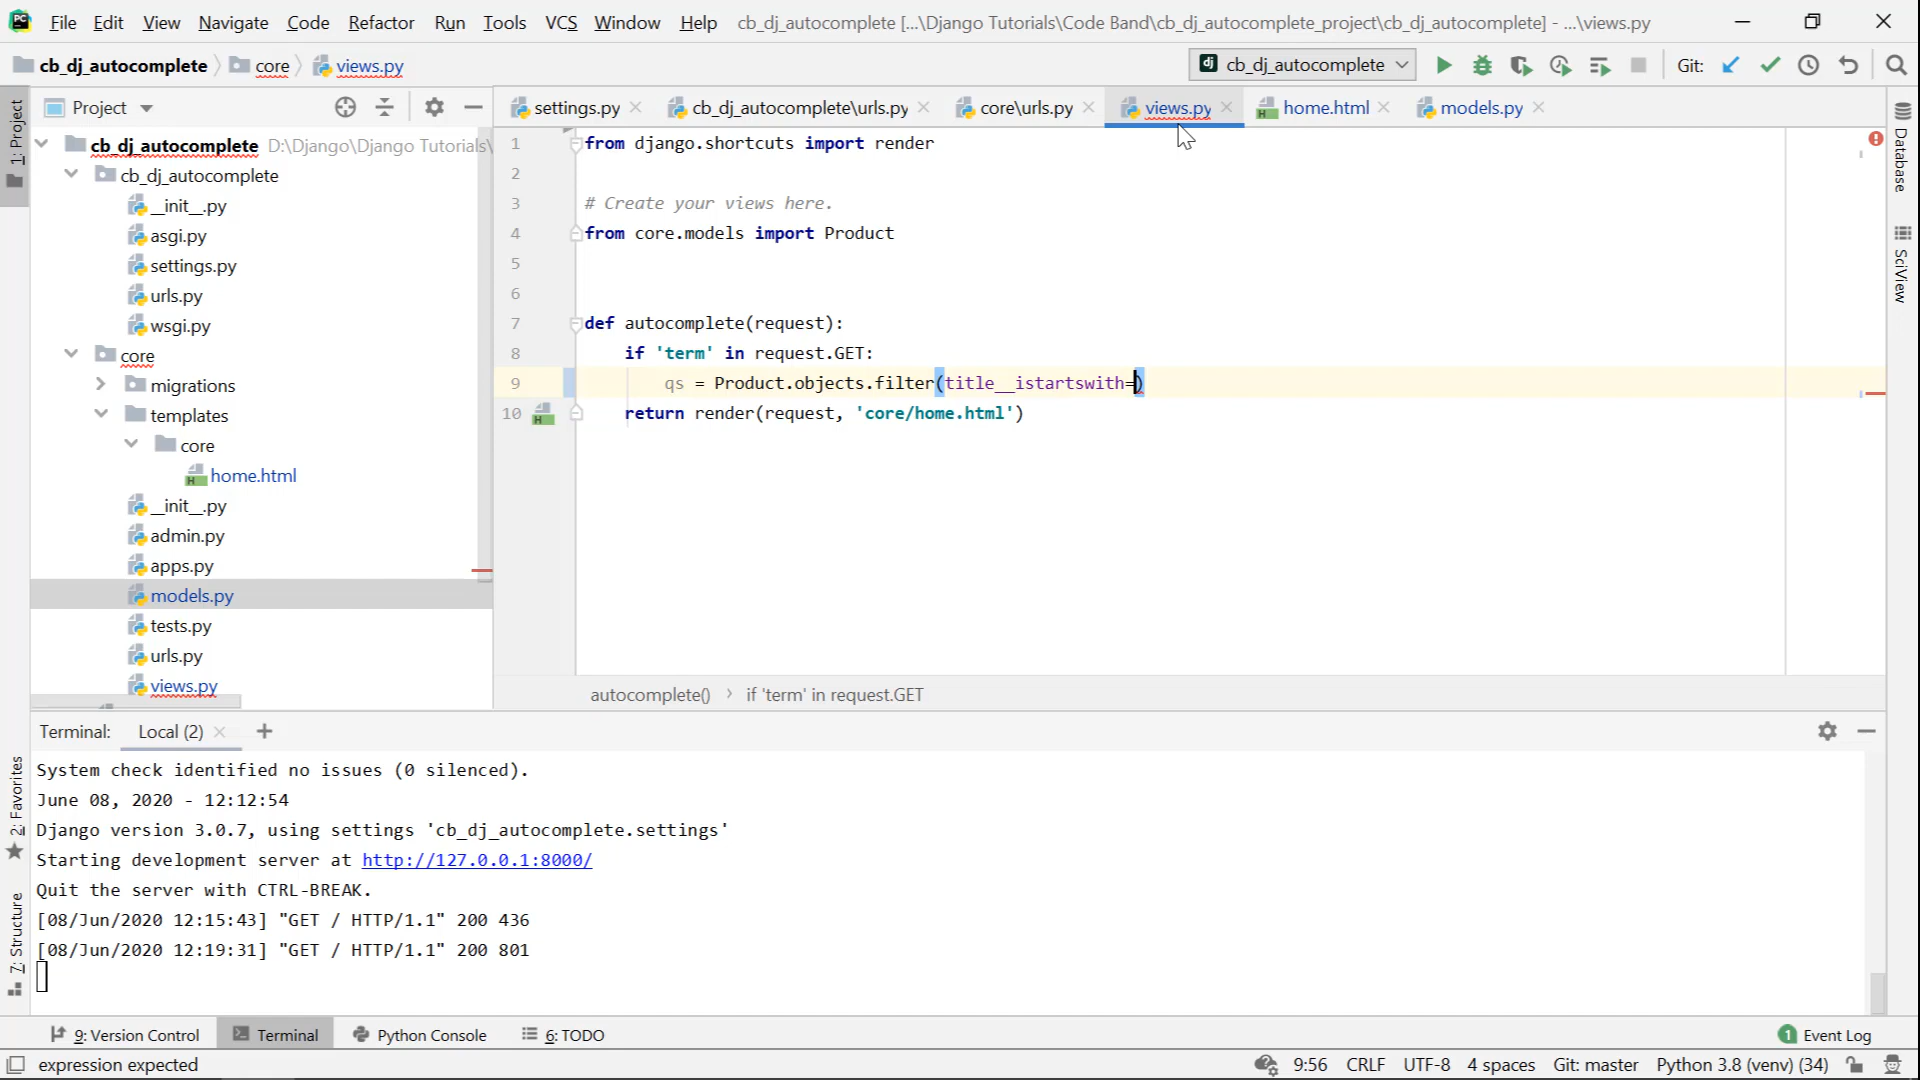 File Edit View Navigate Code Refactor Run Tools VCS Window Help cb_dj_autocomplete [...\Django Tutorials\Code Band\cb_dj_autocomplete_project\cb_dj_autocomplete] - ...\views.py
cb_dj_autocomplete core views.py cb_dj_autocomplete Git:
Project settings.py cb_dj_autocomplete\urls.py core\urls.py views.py home.html models.py
1: Project
cb_dj_autocomplete D:\Django\Django Tutorials\
cb_dj_autocomplete
__init__.py
asgi.py
settings.py
urls.py
wsgi.py
core
migrations
templates
core
home.html
__init__.py
admin.py
apps.py
models.py
tests.py
urls.py
views.py
1 from django.shortcuts import render
2
3 # Create your views here.
4 from core.models import Product
5
6
7 def autocomplete(request):
8 if 'term' in request.GET:
9 qs = Product.objects.filter(title__istartswith=)
10 return render(request, 'core/home.html')
autocomplete() if 'term' in request.GET
Database
SciView
Terminal: Local (2)
System check identified no issues (0 silenced).
June 08, 2020 - 12:12:54
Django version 3.0.7, using settings 'cb_dj_autocomplete.settings'
Starting development server at http://127.0.0.1:8000/
Quit the server with CTRL-BREAK.
[08/Jun/2020 12:15:43] "GET / HTTP/1.1" 200 436
[08/Jun/2020 12:19:31] "GET / HTTP/1.1" 200 801
2: Favorites
7: Structure
9: Version Control Terminal Python Console 6: TODO 1 Event Log
expression expected 9:56 CRLF UTF-8 4 spaces Git: master Python 3.8 (venv) (34)